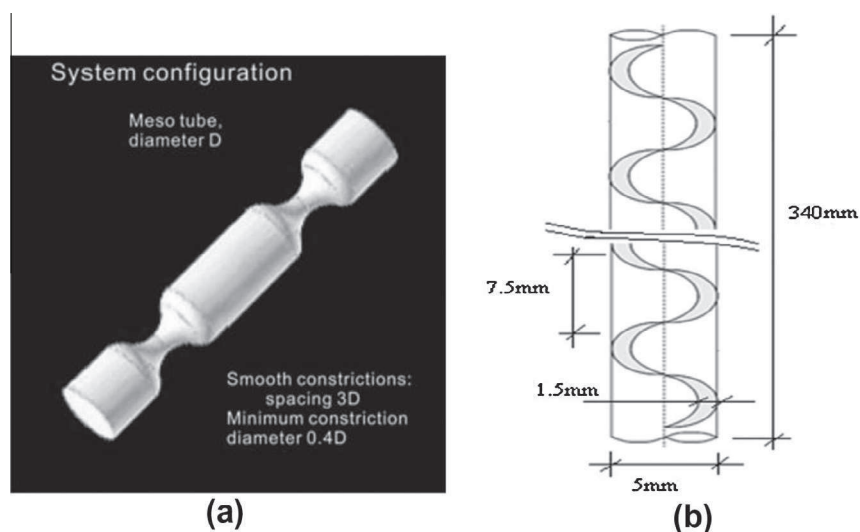 System configuration
Meso tube,
diameter D
Smooth constrictions:
spacing 3D
Minimum constriction
diameter 0.4D
(a)
340mm
7.5mm
1.5mm
5mm
(b)